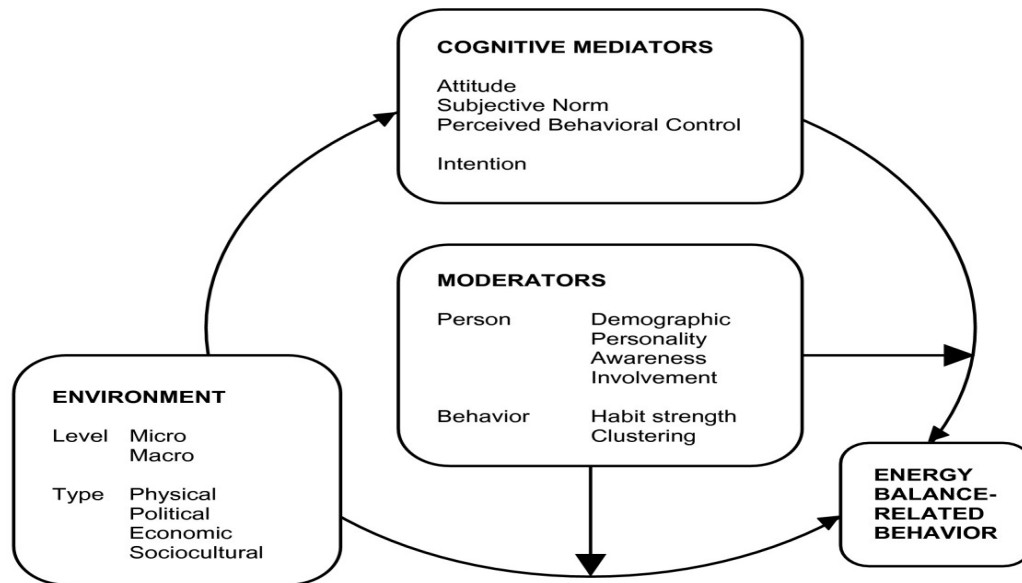 COGNITIVE MEDIATORS
Attitude
Subjective Norm
Perceived Behavioral Control
Intention
MODERATORS
Person Demographic
Personality
Awareness
Involvement
Behavior Habit strength
Clustering
ENVIRONMENT
Level Micro
Macro
Type Physical
Political
Economic
Sociocultural
ENERGY
BALANCE-
RELATED
BEHAVIOR